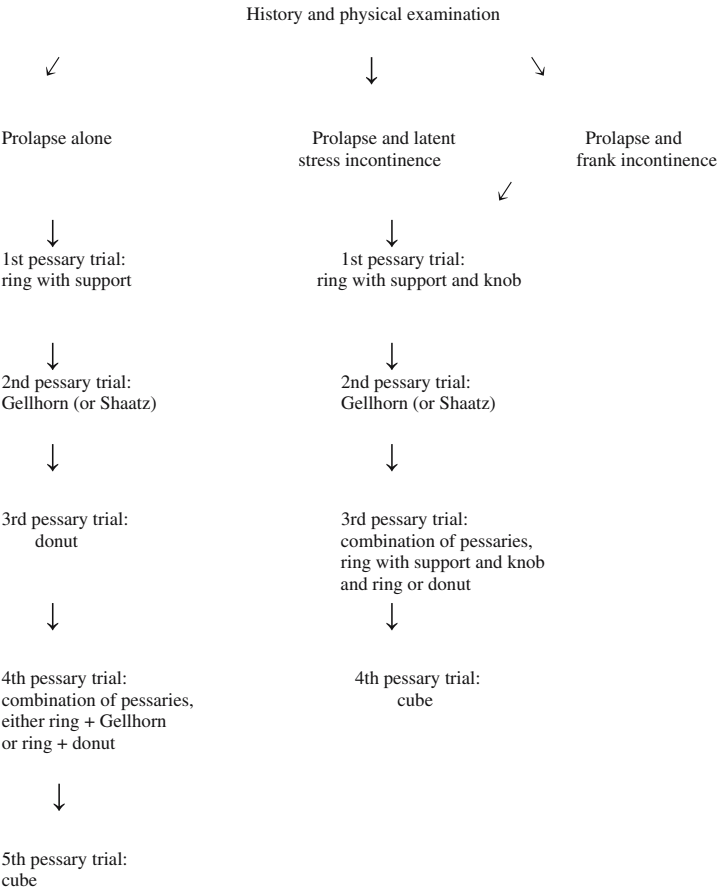 History and physical examination
Prolapse alone
Prolapse and latent
stress incontinence
Prolapse and
frank incontinence
1st pessary trial:
ring with support
1st pessary trial:
ring with support and knob
2nd pessary trial:
Gellhorn (or Shaatz)
2nd pessary trial:
Gellhorn (or Shaatz)
3rd pessary trial:
donut
3rd pessary trial:
combination of pessaries,
ring with support and knob
and ring or donut
4th pessary trial:
combination of pessaries,
either ring + Gellhorn
or ring + donut
4th pessary trial:
cube
5th pessary trial:
cube